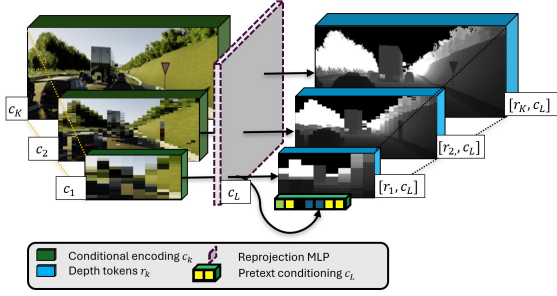 c_K
c_2
c_1
c_L
[r_K, c_L]
[r_2, c_L]
[r_1, c_L]
Conditional encoding c_k
Depth tokens r_k
Reprojection MLP
Pretext conditioning c_L